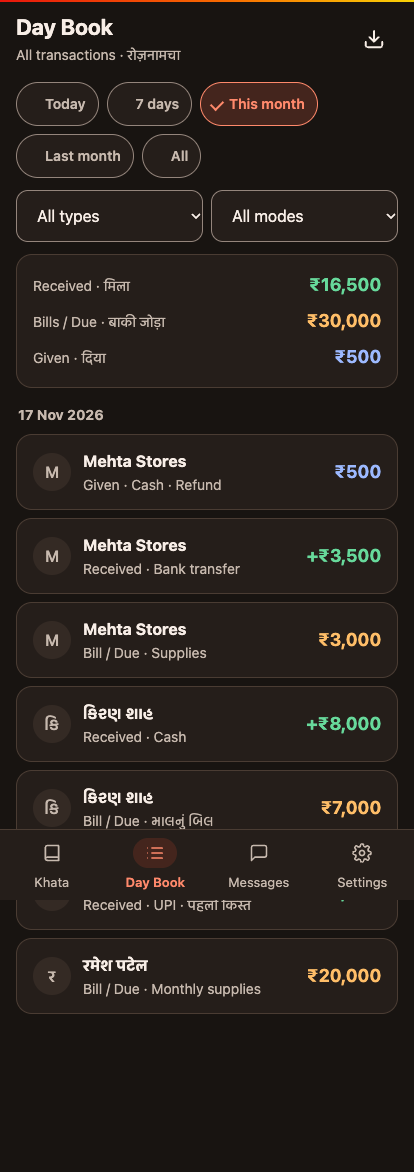 Day Book
All transactions · रोज़नामचा
Today
7 days
This month
Last month
All
All types
All modes
Received · मिला
₹16,500
Bills / Due · बाकी जोड़ा
₹30,000
Given · दिया
₹500
17 Nov 2026
M
Mehta Stores
₹500
Given · Cash · Refund
M
Mehta Stores
+₹3,500
Received · Bank transfer
M
Mehta Stores
₹3,000
Bill / Due · Supplies
કિ
કિરણ શાહ
+₹8,000
Received · Cash
કિ
કિરણ શાહ
₹7,000
Bill / Due · માલનું બિલ
Khata
Day Book
Messages
Settings
Received · UPI · पहली किस्त
र
रमेश पटेल
₹20,000
Bill / Due · Monthly supplies